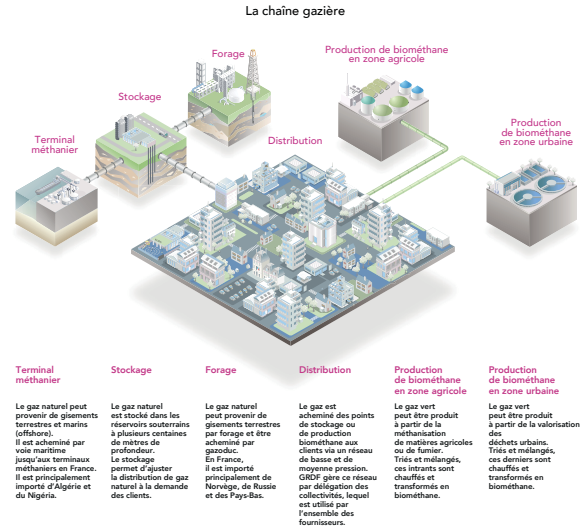 La chaîne gazière
Forage
Production de biométhane
en zone agricole
Stockage
Production
de biométhane
en zone urbaine
Terminal
méthanier
Distribution
Terminal
méthanier
Le gaz naturel peut
provenir de gisements
terrestres et marins
(offshore).
Il est acheminé par
voie maritime
jusqu'aux terminaux
méthaniers en France.
Il est principalement
importé d'Algérie et
du Nigéria.
Stockage
Le gaz naturel
est stocké dans les
réservoirs souterrains
à plusieurs centaines
de mètres de
profondeur.
Le stockage
permet d'ajuster
la distribution de gaz
naturel à la demande
des clients.
Forage
Le gaz naturel
peut provenir de
gisements terrestres
par forage et être
acheminé par
gazoduc.
En France,
il est importé
principalement de
Norvège, de Russie
et des Pays-Bas.
Distribution
Le gaz est
acheminé des points
de stockage ou
de production
biométhane aux
clients via un réseau
de basse et de
moyenne pression.
GRDF gère ce réseau
par délégation des
collectivités, lequel
est utilisé par
l'ensemble des
fournisseurs.
Production
de biométhane
en zone agricole
Le gaz vert
peut être produit
à partir de la
méthanisation
de matières agricoles
ou de fumier.
Triés et mélangés,
ces intrants sont
chauffés et
transformés en
biométhane.
Production
de biométhane
en zone urbaine
Le gaz vert
peut être produit
à partir de la valorisation
des
déchets urbains.
Triés et mélangés,
ces derniers sont
chauffés et
transformés en
biométhane.